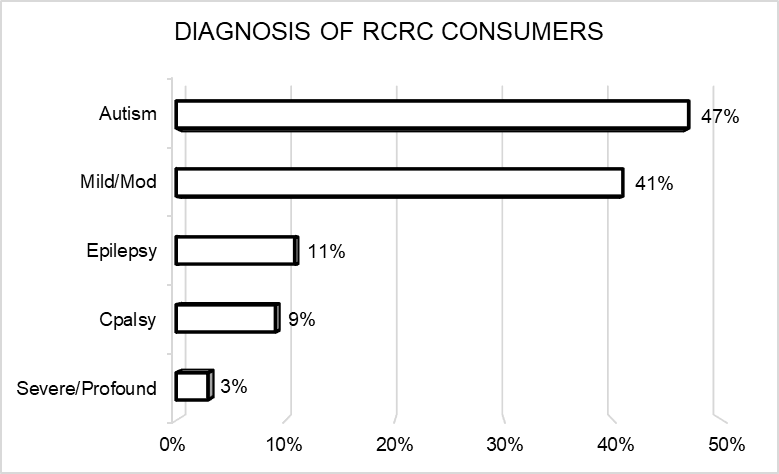 DIAGNOSIS OF RCRC CONSUMERS
Autism 47%
Mild/Mod 41%
Epilepsy 11%
Cpalsy 9%
Severe/Profound 3%
0% 10% 20% 30% 40% 50%